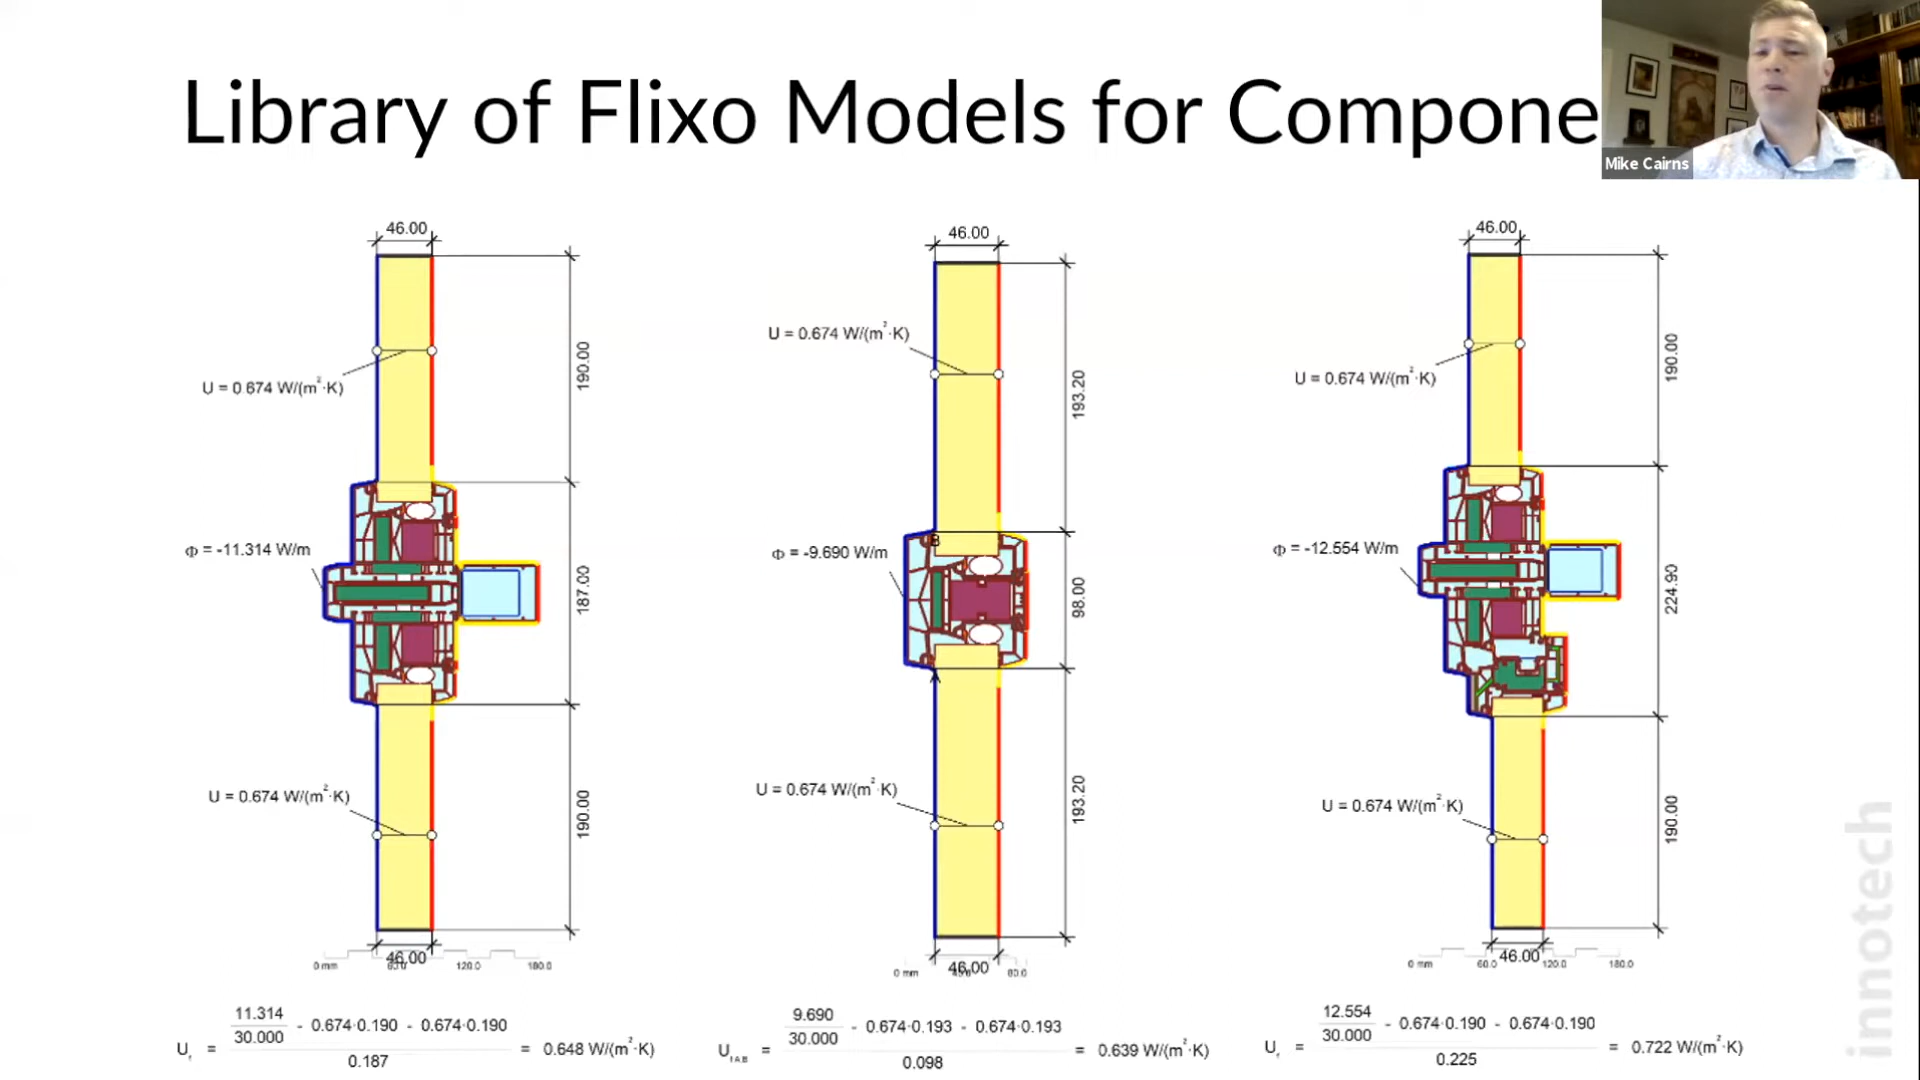 Library of Flixo Models for Compone
Mike Cairns
46.00
U = 0.674 W/(m²·K)
190.00
Φ = -11.314 W/m
187.00
U = 0.674 W/(m²·K)
190.00
46.00
0 mm 60.0 120.0 180.0
U_f = (11.314/30.000 - 0.674·0.190 - 0.674·0.190)/0.187 = 0.648 W/(m²·K)
46.00
U = 0.674 W/(m²·K)
193.20
B
Φ = -9.690 W/m
98.00
A
U = 0.674 W/(m²·K)
193.20
46.00
0 mm 80.0
U_fA,B = (9.690/30.000 - 0.674·0.193 - 0.674·0.193)/0.098 = 0.639 W/(m²·K)
46.00
U = 0.674 W/(m²·K)
190.00
Φ = -12.554 W/m
224.90
U = 0.674 W/(m²·K)
190.00
46.00
0 mm 60.0 120.0 180.0
U_f = (12.554/30.000 - 0.674·0.190 - 0.674·0.190)/0.225 = 0.722 W/(m²·K)
innotech